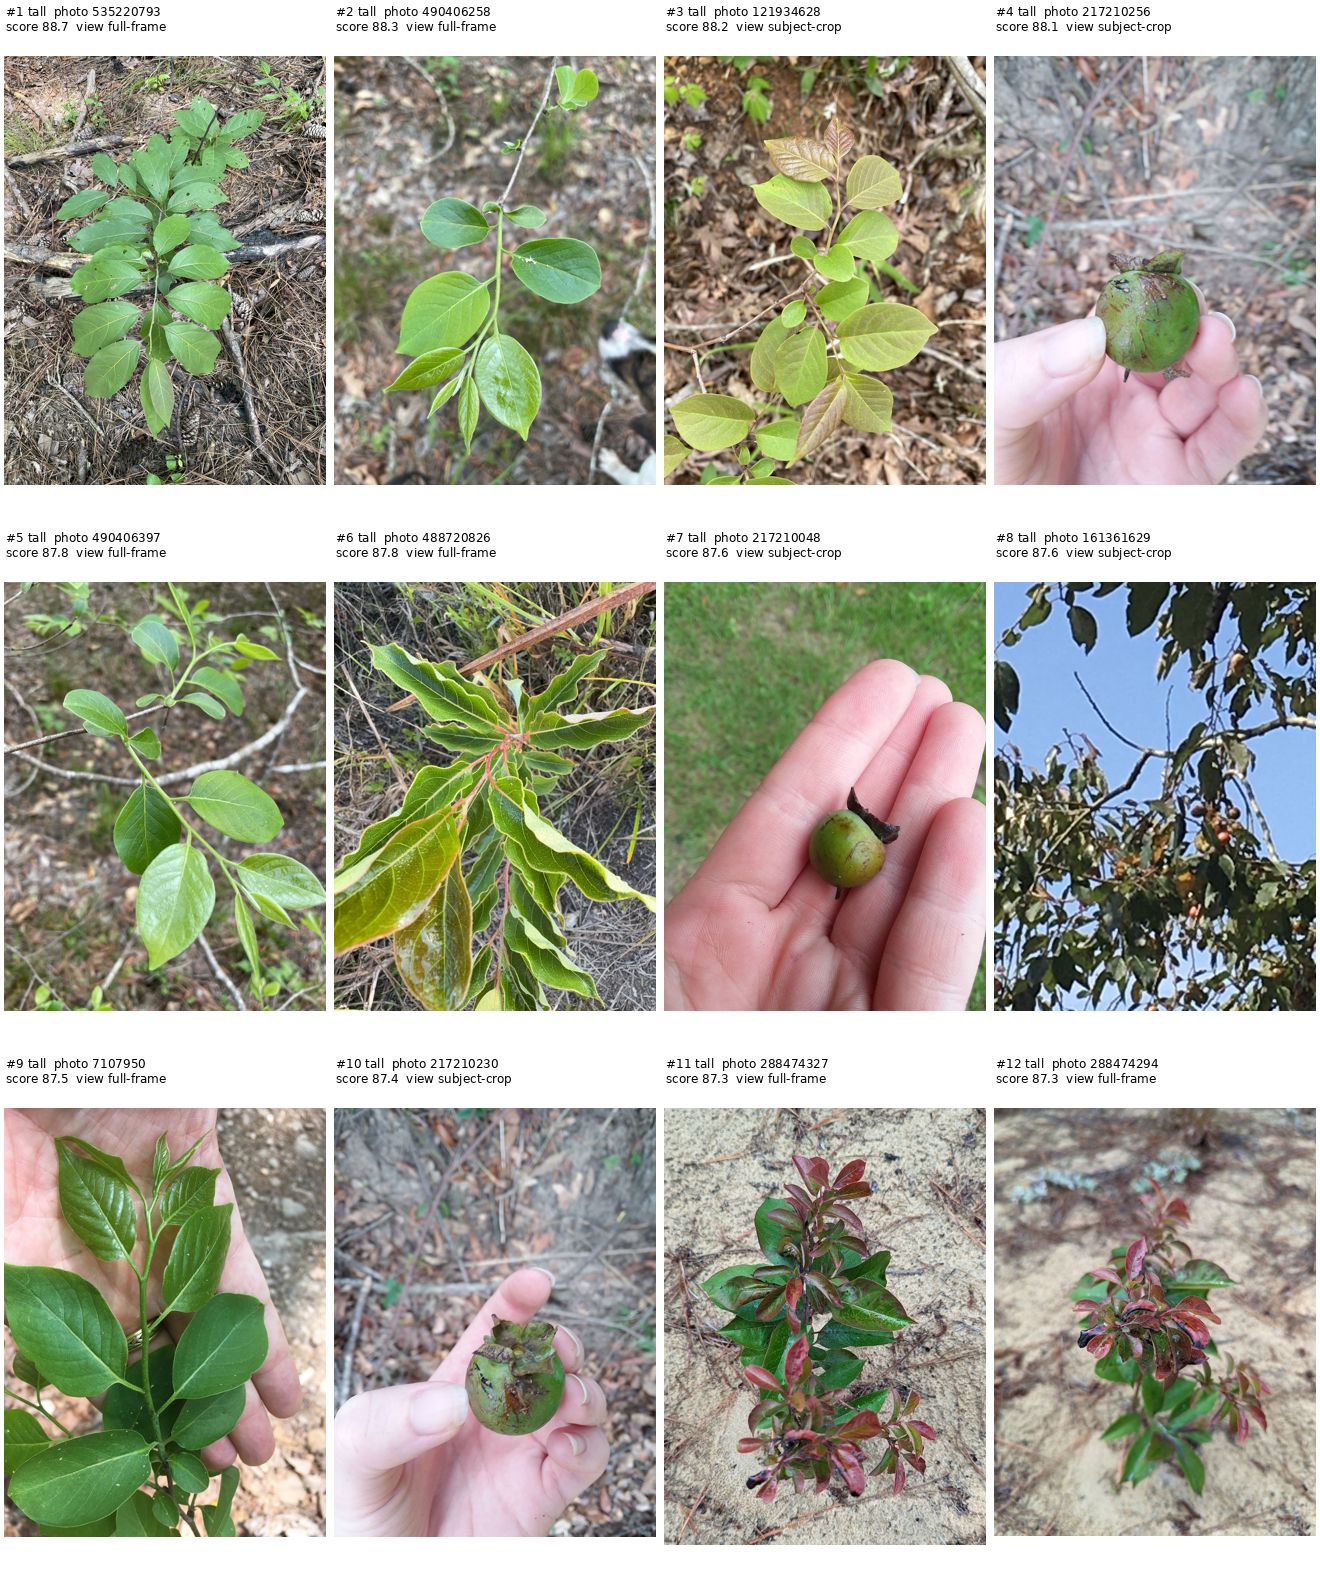 #1 tall  photo 535220793
score 88.7  view full-frame
#2 tall  photo 490406258
score 88.3  view full-frame
#3 tall  photo 121934628
score 88.2  view subject-crop
#4 tall  photo 217210256
score 88.1  view subject-crop
#5 tall  photo 490406397
score 87.8  view full-frame
#6 tall  photo 488720826
score 87.8  view full-frame
#7 tall  photo 217210048
score 87.6  view subject-crop
#8 tall  photo 161361629
score 87.6  view subject-crop
#9 tall  photo 7107950
score 87.5  view full-frame
#10 tall  photo 217210230
score 87.4  view subject-crop
#11 tall  photo 288474327
score 87.3  view full-frame
#12 tall  photo 288474294
score 87.3  view full-frame